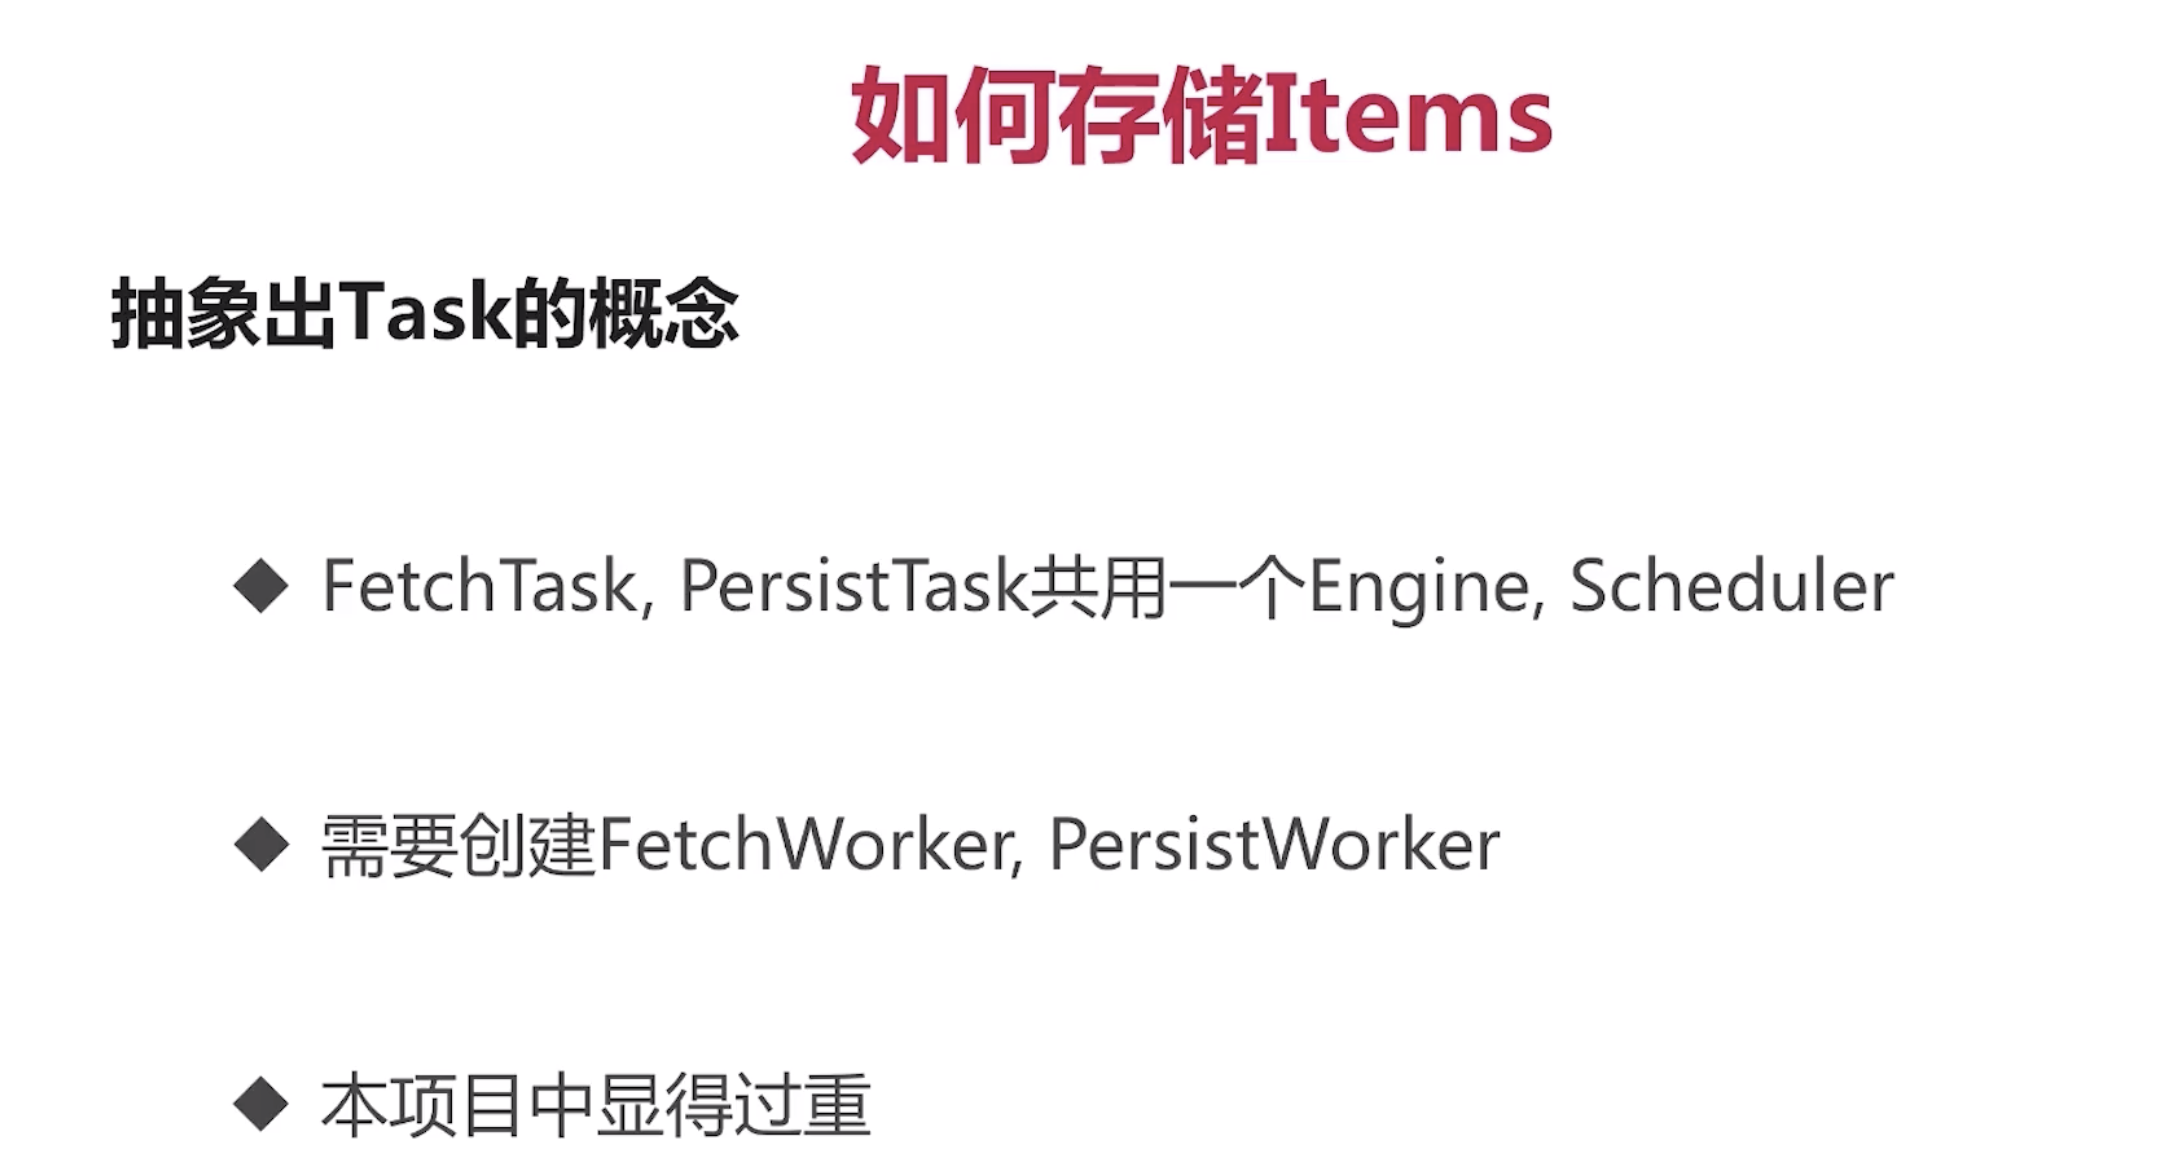 如何存储Items
抽象出Task的概念
◆ FetchTask, PersistTask共用一个Engine, Scheduler
◆ 需要创建FetchWorker, PersistWorker
◆ 本项目中显得过重